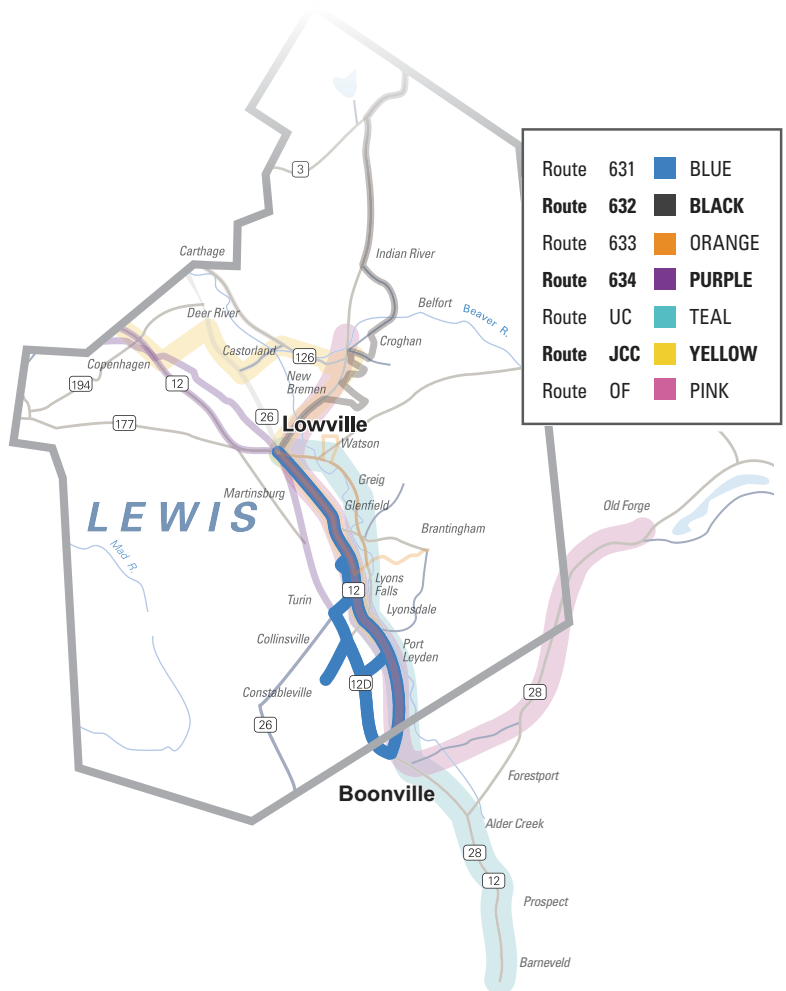 3
Carthage
Indian River
Belfort
Beaver R.
Deer River
Croghan
Castorland
126
Copenhagen
New
Bremen
194
12
177
26
Lowville
Watson
Martinsburg
Greig
Glenfield
LEWIS
Brantingham
Old Forge
Mad R.
Turin
12
Lyons
Falls
Lyonsdale
Collinsville
Port
Leyden
Constableville
12D
26
28
Boonville
Forestport
Alder Creek
28
12
Prospect
Barneveld
Route 631 BLUE
Route 632 BLACK
Route 633 ORANGE
Route 634 PURPLE
Route UC TEAL
Route JCC YELLOW
Route OF PINK